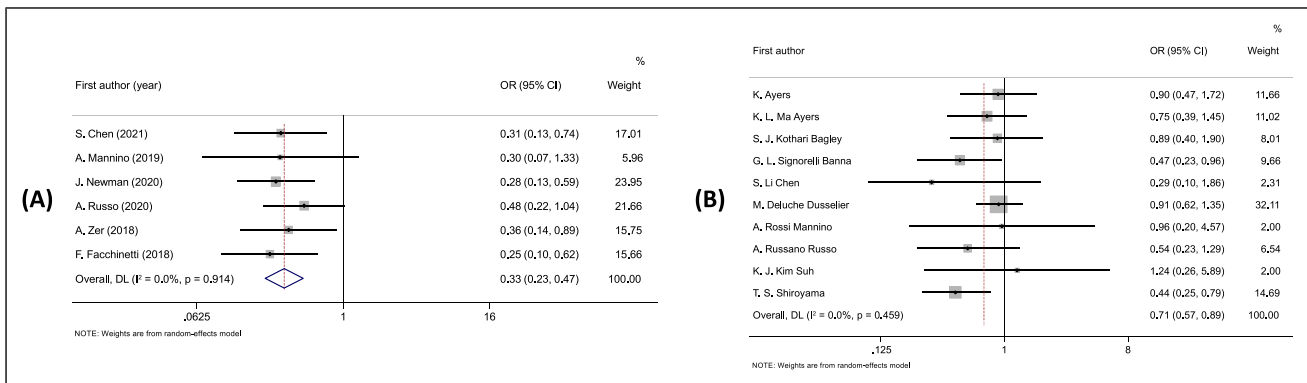 (A)
%
First author (year) OR (95% CI) Weight
S. Chen (2021) 0.31 (0.13, 0.74) 17.01
A. Mannino (2019) 0.30 (0.07, 1.33) 5.96
J. Newman (2020) 0.28 (0.13, 0.59) 23.95
A. Russo (2020) 0.48 (0.22, 1.04) 21.66
A. Zer (2018) 0.36 (0.14, 0.89) 15.75
F. Facchinetti (2018) 0.25 (0.10, 0.62) 15.66
Overall, DL (I² = 0.0%, p = 0.914) 0.33 (0.23, 0.47) 100.00
.0625 1 16
NOTE: Weights are from random-effects model
(B)
%
First author OR (95% CI) Weight
K. Ayers 0.90 (0.47, 1.72) 11.66
K. L. Ma Ayers 0.75 (0.39, 1.45) 11.02
S. J. Kothari Bagley 0.89 (0.40, 1.90) 8.01
G. L. Signorelli Banna 0.47 (0.23, 0.96) 9.66
S. Li Chen 0.29 (0.10, 1.86) 2.31
M. Deluche Dusselier 0.91 (0.62, 1.35) 32.11
A. Rossi Mannino 0.96 (0.20, 4.57) 2.00
A. Russano Russo 0.54 (0.23, 1.29) 6.54
K. J. Kim Suh 1.24 (0.26, 5.89) 2.00
T. S. Shiroyama 0.44 (0.25, 0.79) 14.69
Overall, DL (I² = 0.0%, p = 0.459) 0.71 (0.57, 0.89) 100.00
.125 1 8
NOTE: Weights are from random-effects model